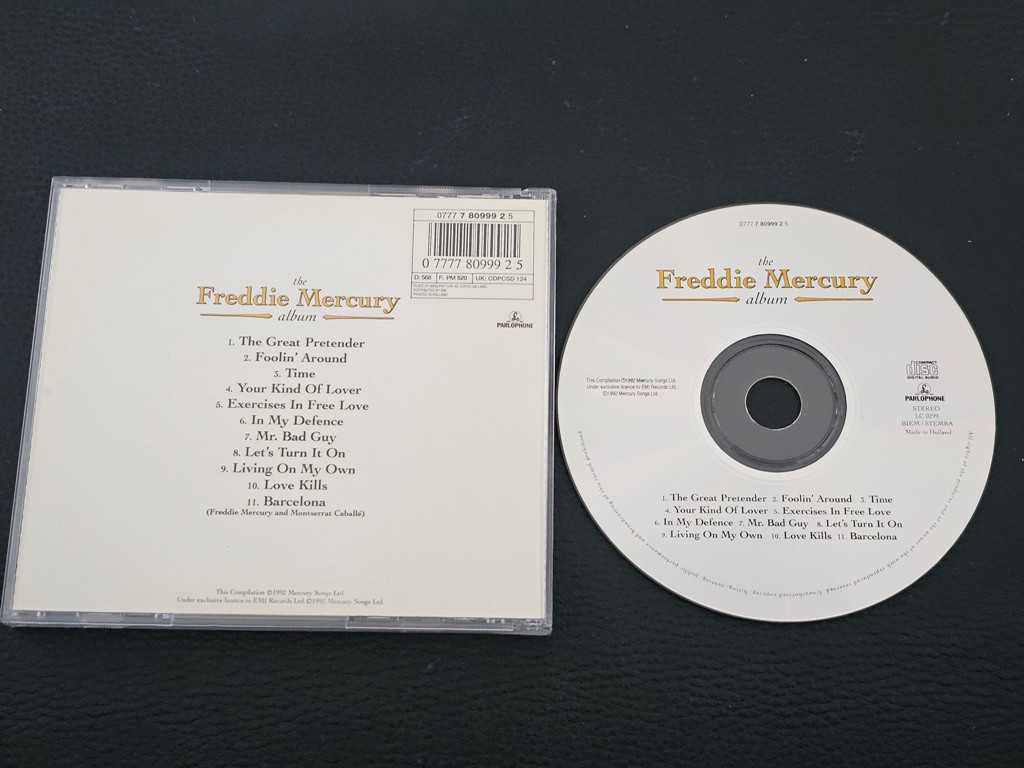 0777 7 80999 2 5
0 77777 80999 2 5
D: 568 F: PM 520 UK: CDPCSD 124
PARLOPHONE
the
Freddie Mercury
album
1. The Great Pretender
2. Foolin' Around
3. Time
4. Your Kind Of Lover
5. Exercises In Free Love
6. In My Defence
7. Mr. Bad Guy
8. Let's Turn It On
9. Living On My Own
10. Love Kills
11. Barcelona
(Freddie Mercury and Montserrat Caballé)
This Compilation ℗1992 Mercury Songs Ltd.
Under exclusive licence to EMI Records Ltd. ©1992 Mercury Songs Ltd.
0777 7 80999 2 5
the
Freddie Mercury
album
This Compilation ℗1992 Mercury Songs Ltd.
Under exclusive licence to EMI Records Ltd.
©1992 Mercury Songs Ltd.
COMPACT
disc
DIGITAL AUDIO
PARLOPHONE
STEREO
LC 0299
BIEM / STEMRA
Made in Holland
1. The Great Pretender 2. Foolin' Around 3. Time
4. Your Kind Of Lover 5. Exercises In Free Love
6. In My Defence 7. Mr. Bad Guy 8. Let's Turn It On
9. Living On My Own 10. Love Kills 11. Barcelona